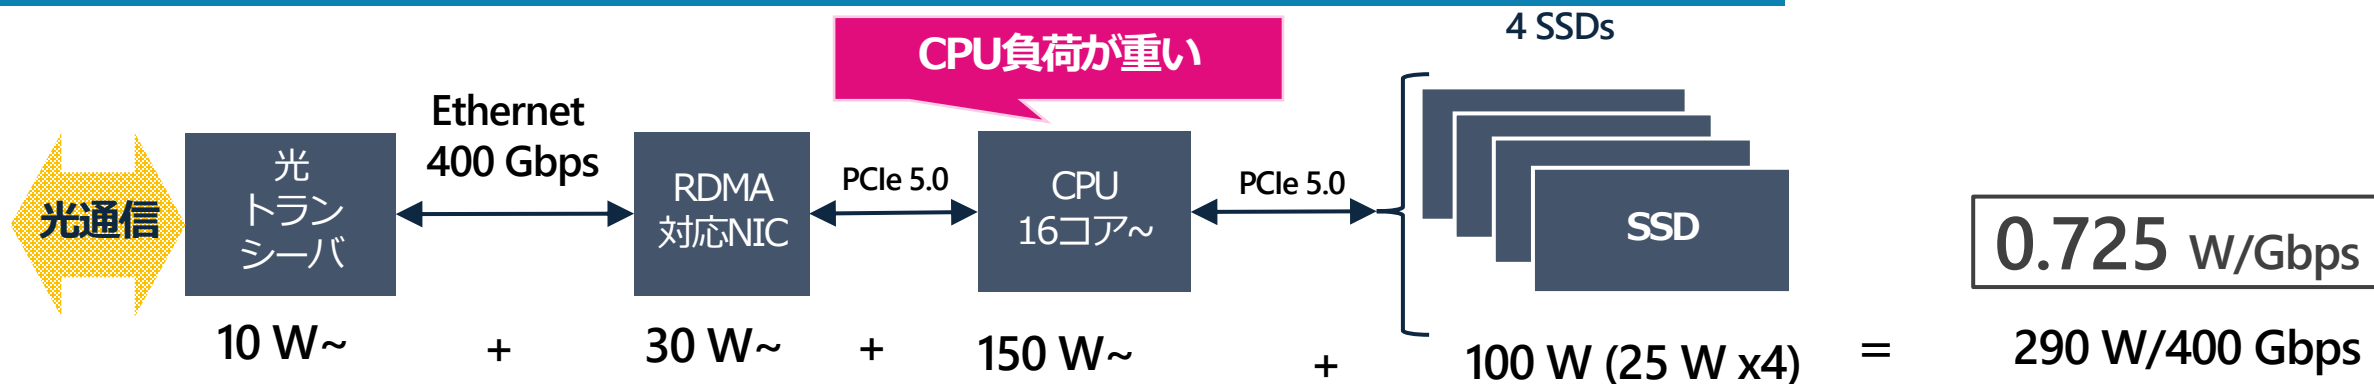 4 SSDs
CPU負荷が重い
Ethernet
400 Gbps
光通信
光
トラン
シーバ
RDMA
対応NIC
PCIe 5.0
CPU
16コア~
PCIe 5.0
SSD
0.725 W/Gbps
10 W~
+
30 W~
+
150 W~
+
100 W (25 W x4)
=
290 W/400 Gbps